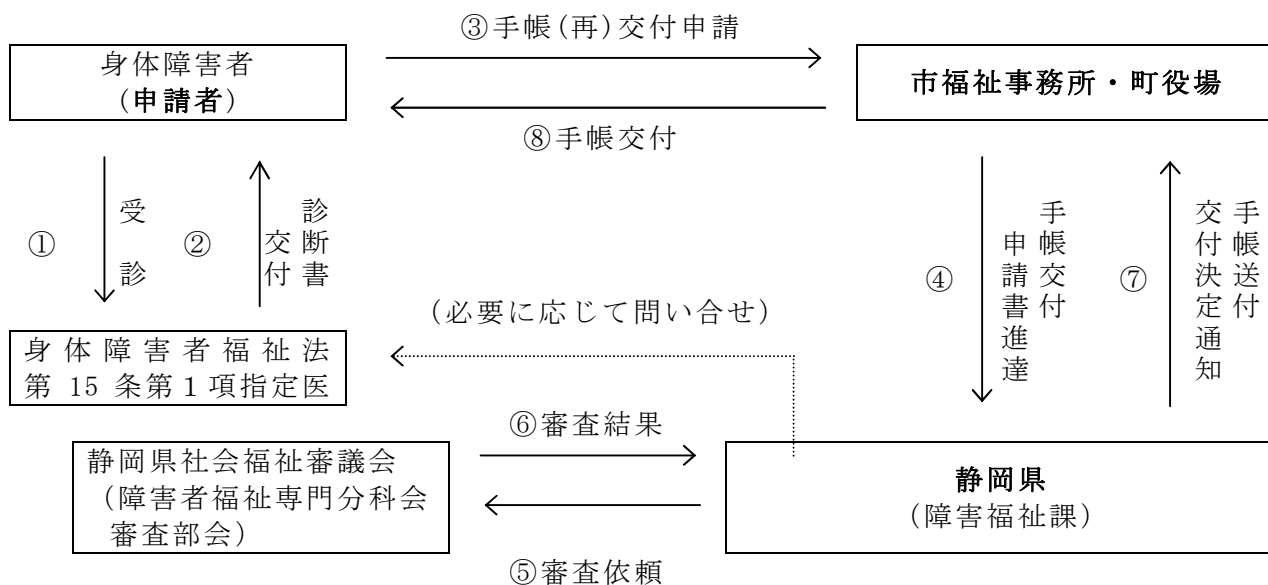 ③手帳(再)交付申請
身体障害者
(申請者)
市福祉事務所・町役場
⑧手帳交付
①
受診
②
診断書
交付
④
手帳交付
申請書進達
⑦
手帳送付
交付決定通知
(必要に応じて問い合せ)
身体障害者福祉法
第15条第1項指定医
⑥審査結果
静岡県社会福祉審議会
(障害者福祉専門分科会
審査部会)
静岡県
(障害福祉課)
⑤審査依頼